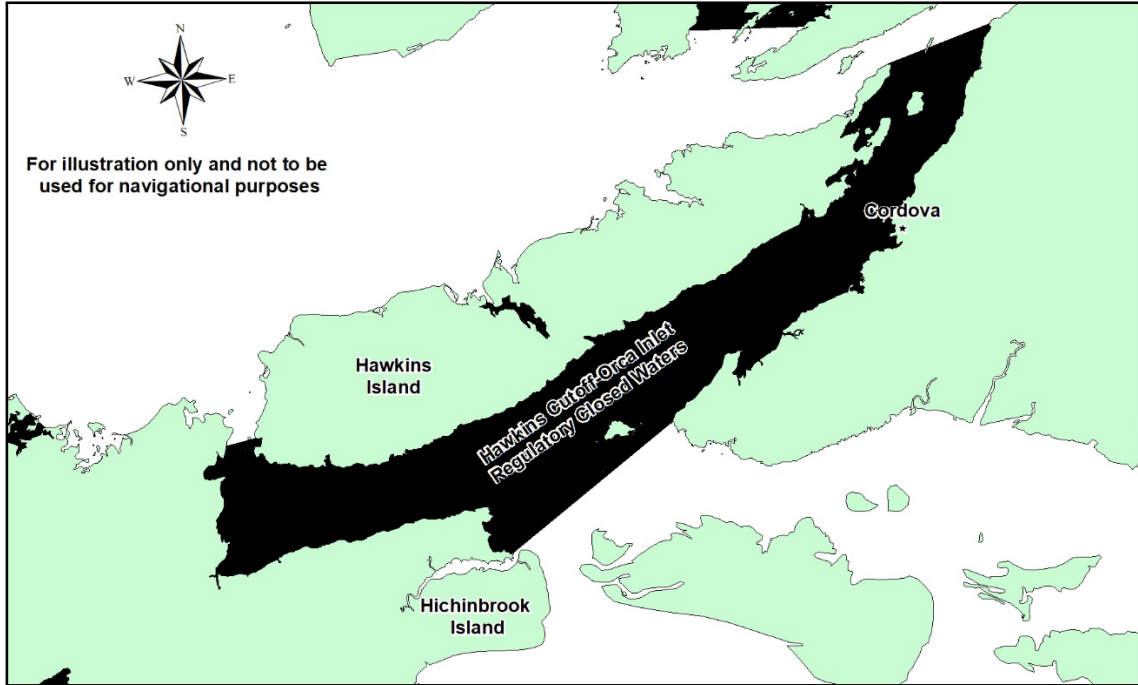 N
W E
S
For illustration only and not to be
used for navigational purposes
Cordova
Hawkins Cutoff-Orca Inlet
Regulatory Closed Waters
Hawkins
Island
Hichinbrook
Island